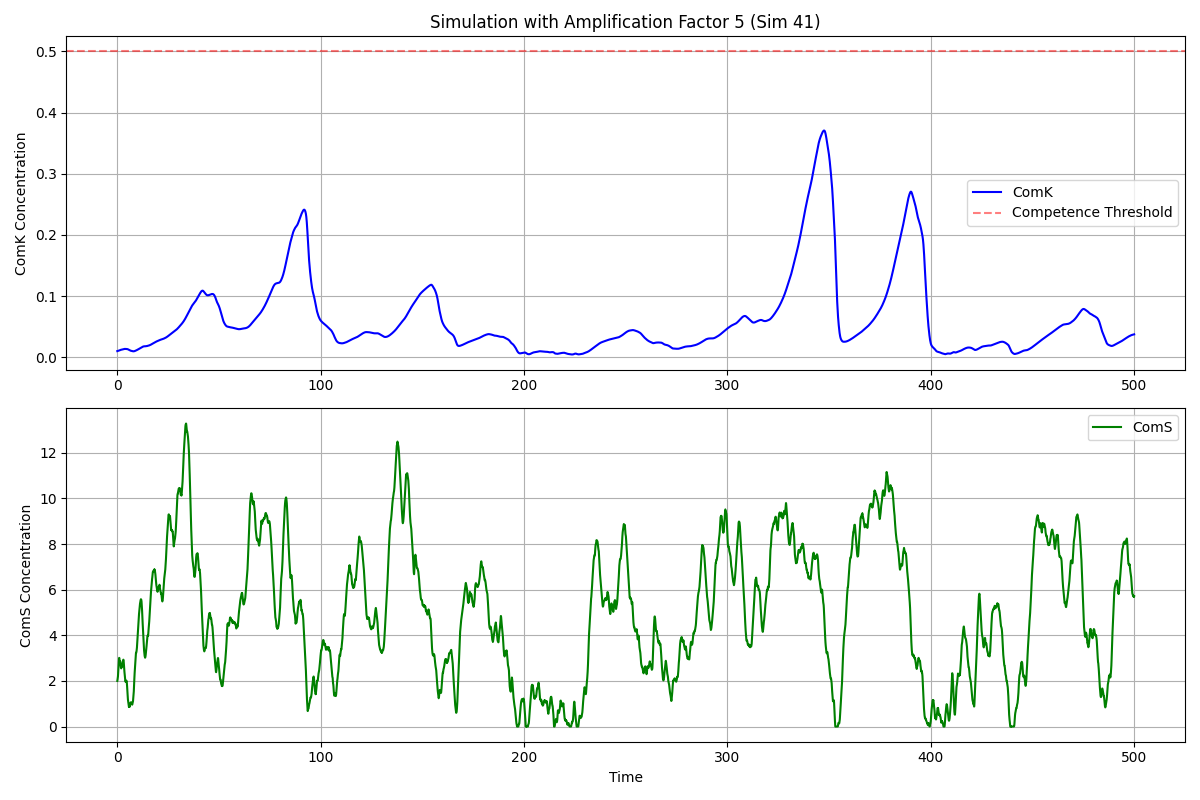 Simulation with Amplification Factor 5 (Sim 41)
ComK Concentration
0.5
0.4
0.3
0.2
0.1
0.0
ComK
Competence Threshold
0 100 200 300 400 500
ComS Concentration
12
10
8
6
4
2
0
ComS
0 100 200 300 400 500
Time